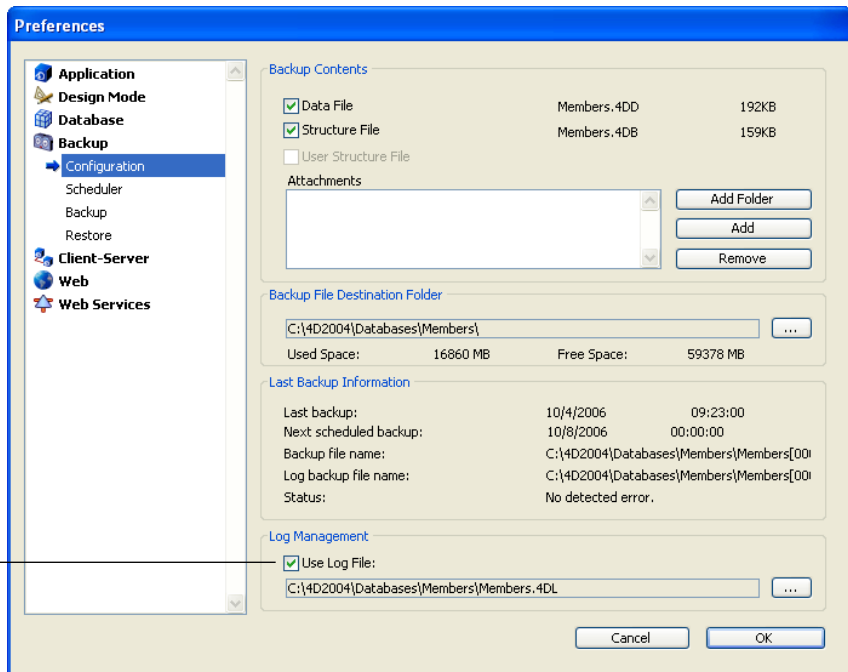 Preferences
Application
Design Mode
Database
Backup
Configuration
Scheduler
Backup
Restore
Client-Server
Web
Web Services
Backup Contents
Data File Members.4DD 192KB
Structure File Members.4DB 159KB
User Structure File
Attachments
Add Folder
Add
Remove
Backup File Destination Folder
C:\4D2004\Databases\Members\ ...
Used Space: 16860 MB Free Space: 59378 MB
Last Backup Information
Last backup: 10/4/2006 09:23:00
Next scheduled backup: 10/8/2006 00:00:00
Backup file name: C:\4D2004\Databases\Members\Members[00
Log backup file name: C:\4D2004\Databases\Members\Members[00
Status: No detected error.
Log Management
Use Log File:
C:\4D2004\Databases\Members\Members.4DL ...
Cancel OK